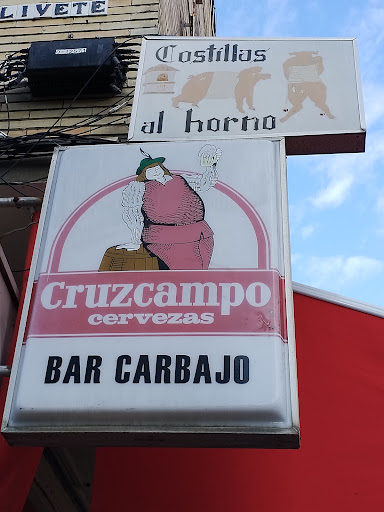 LIVETE
Costillas
al horno
Cruzcampo
cervezas
BAR CARBAJO